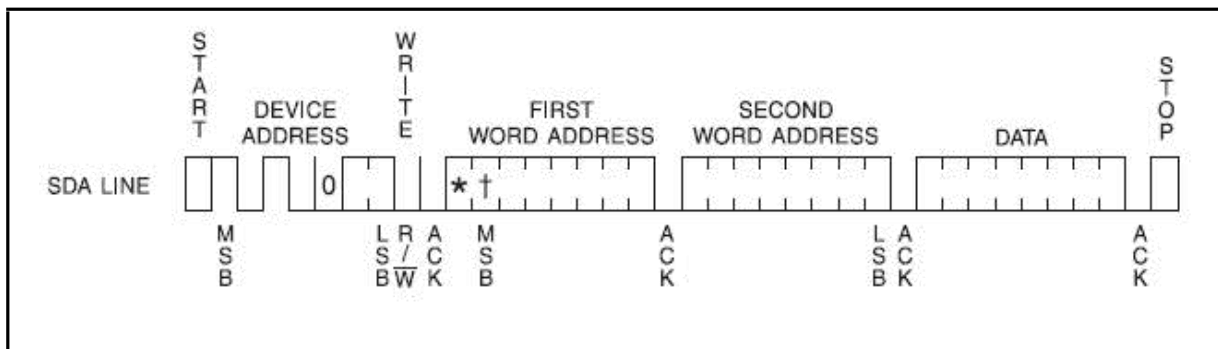 START
WRITE
STOP
DEVICE
ADDRESS
FIRST
WORD ADDRESS
SECOND
WORD ADDRESS
DATA
SDA LINE
0
* †
MSB
LSB
R/W
ACK
MSB
ACK
LSB
ACK
ACK